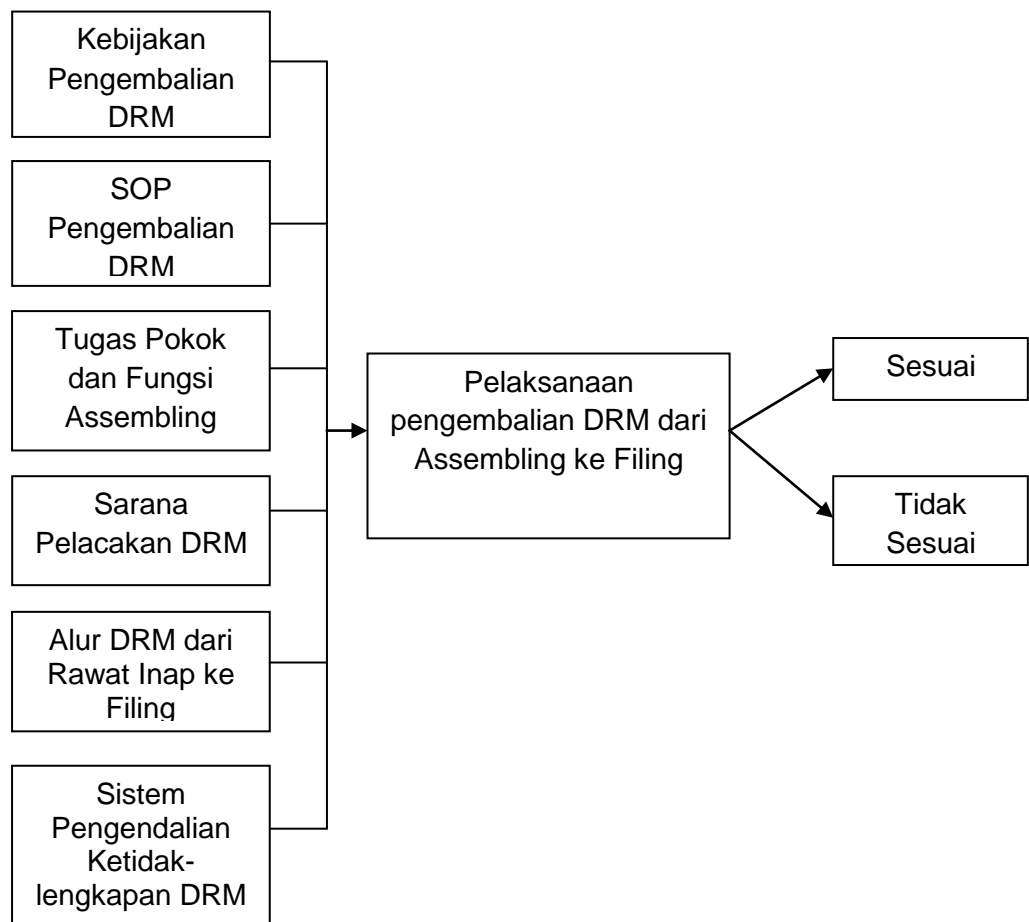 Kebijakan
Pengembalian
DRM
SOP
Pengembalian
DRM
Tugas Pokok
dan Fungsi
Assembling
Sarana
Pelacakan DRM
Alur DRM dari
Rawat Inap ke
Filing
Sistem
Pengendalian
Ketidak-
lengkapan DRM
Pelaksanaan
pengembalian DRM dari
Assembling ke Filing
Sesuai
Tidak
Sesuai